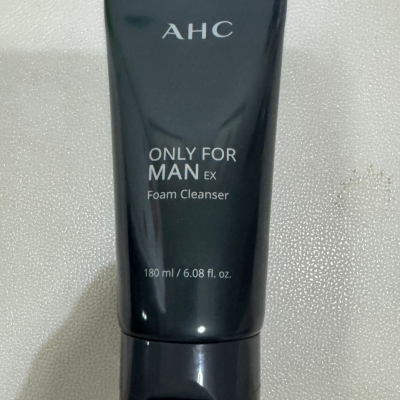 AHC
ONLY FOR
MAN EX
Foam Cleanser
180 ml / 6.08 fl. oz.